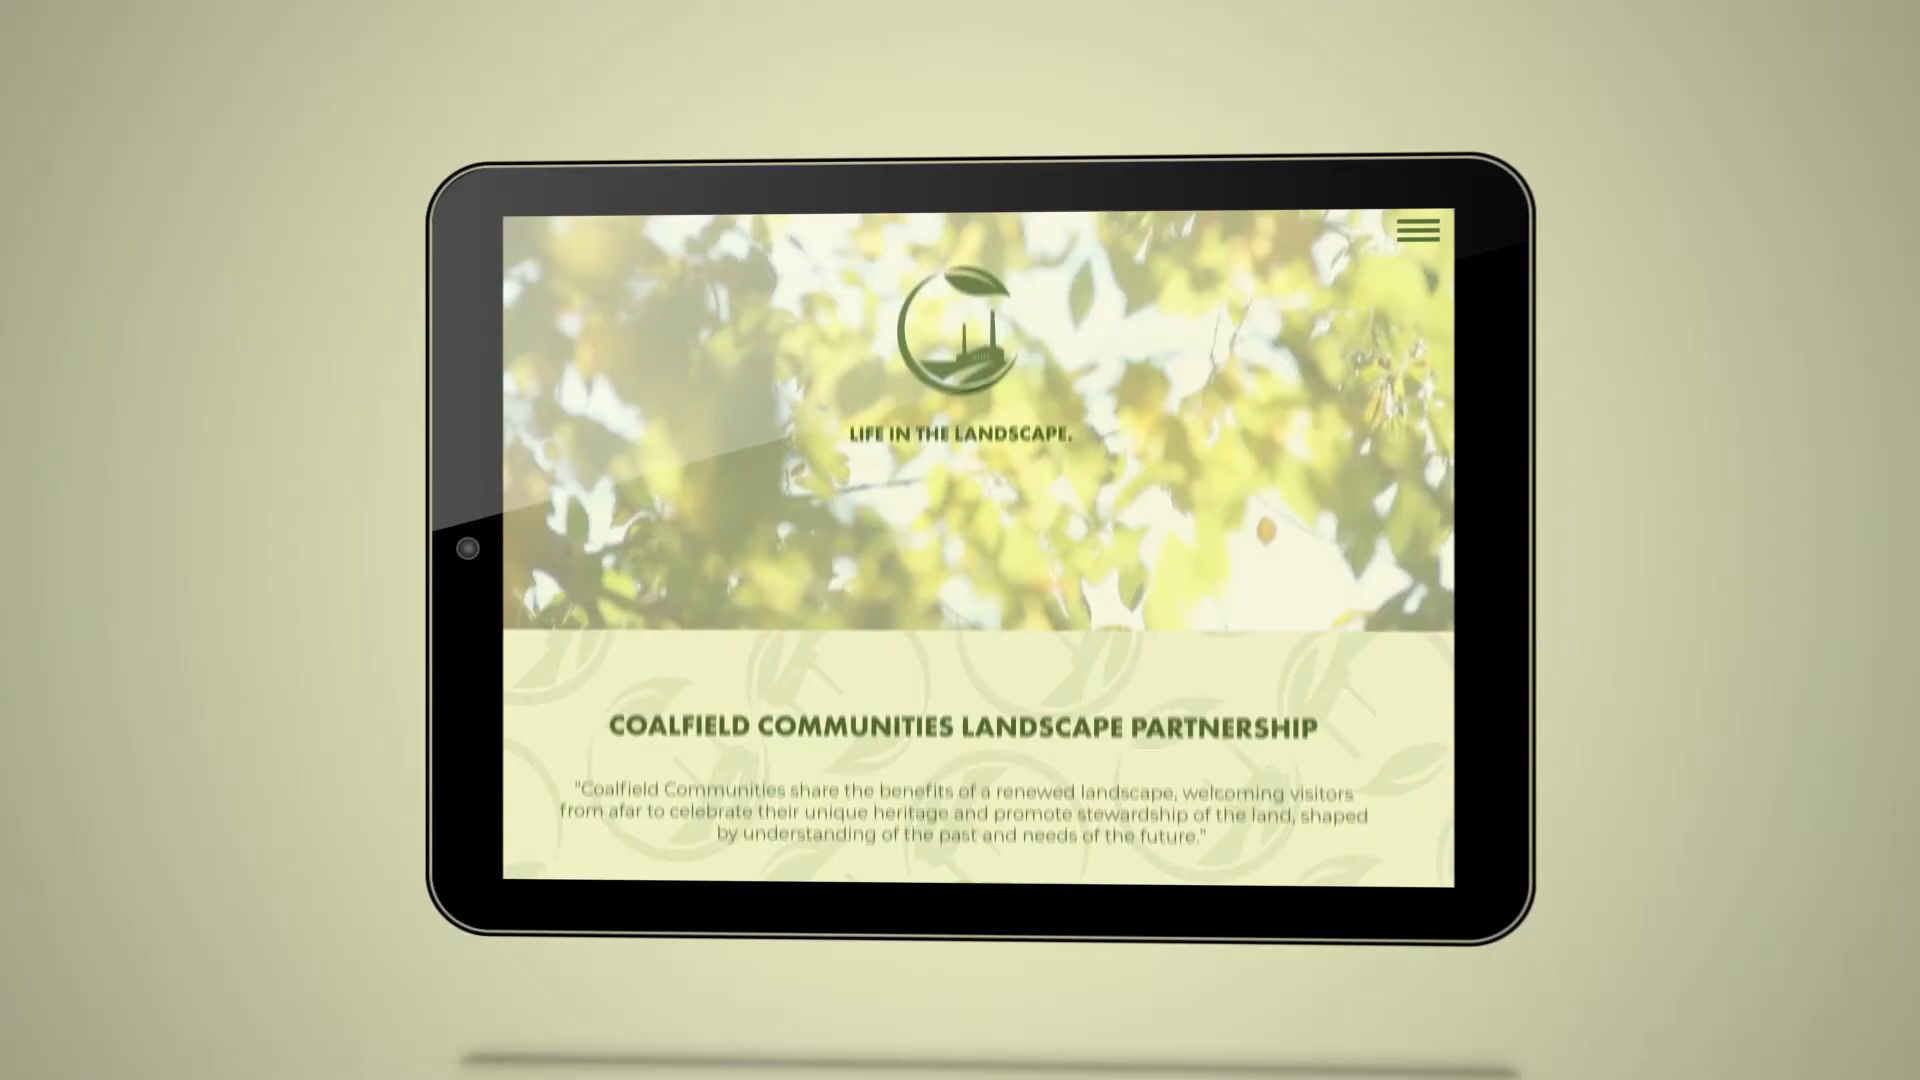 LIFE IN THE LANDSCAPE.
COALFIELD COMMUNITIES LANDSCAPE PARTNERSHIP
"Coalfield Communities share the benefits of a renewed landscape, welcoming visitors
from afar to celebrate their unique heritage and promote stewardship of the land, shaped
by understanding of the past and needs of the future."